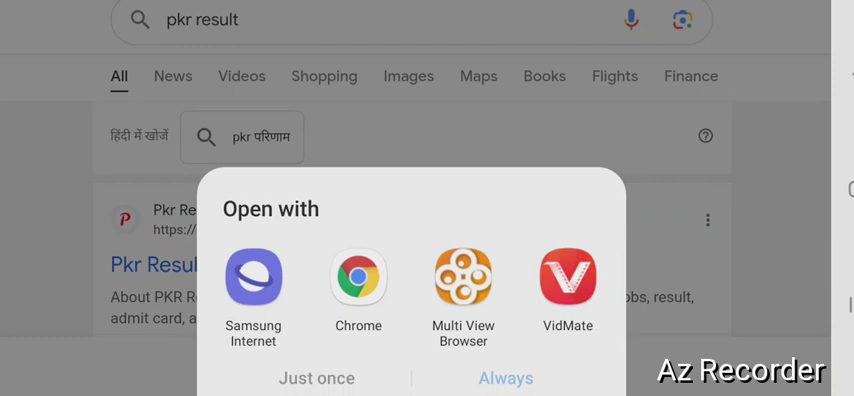 pkr result
All News Videos Shopping Images Maps Books Flights Finance
हिंदी में खोजें pkr परिणाम
Pkr Re
https://
Pkr Resul
About PKR R obs, result,
admit card, a
Open with
Samsung Internet
Chrome
Multi View Browser
VidMate
Just once Always
Az Recorder